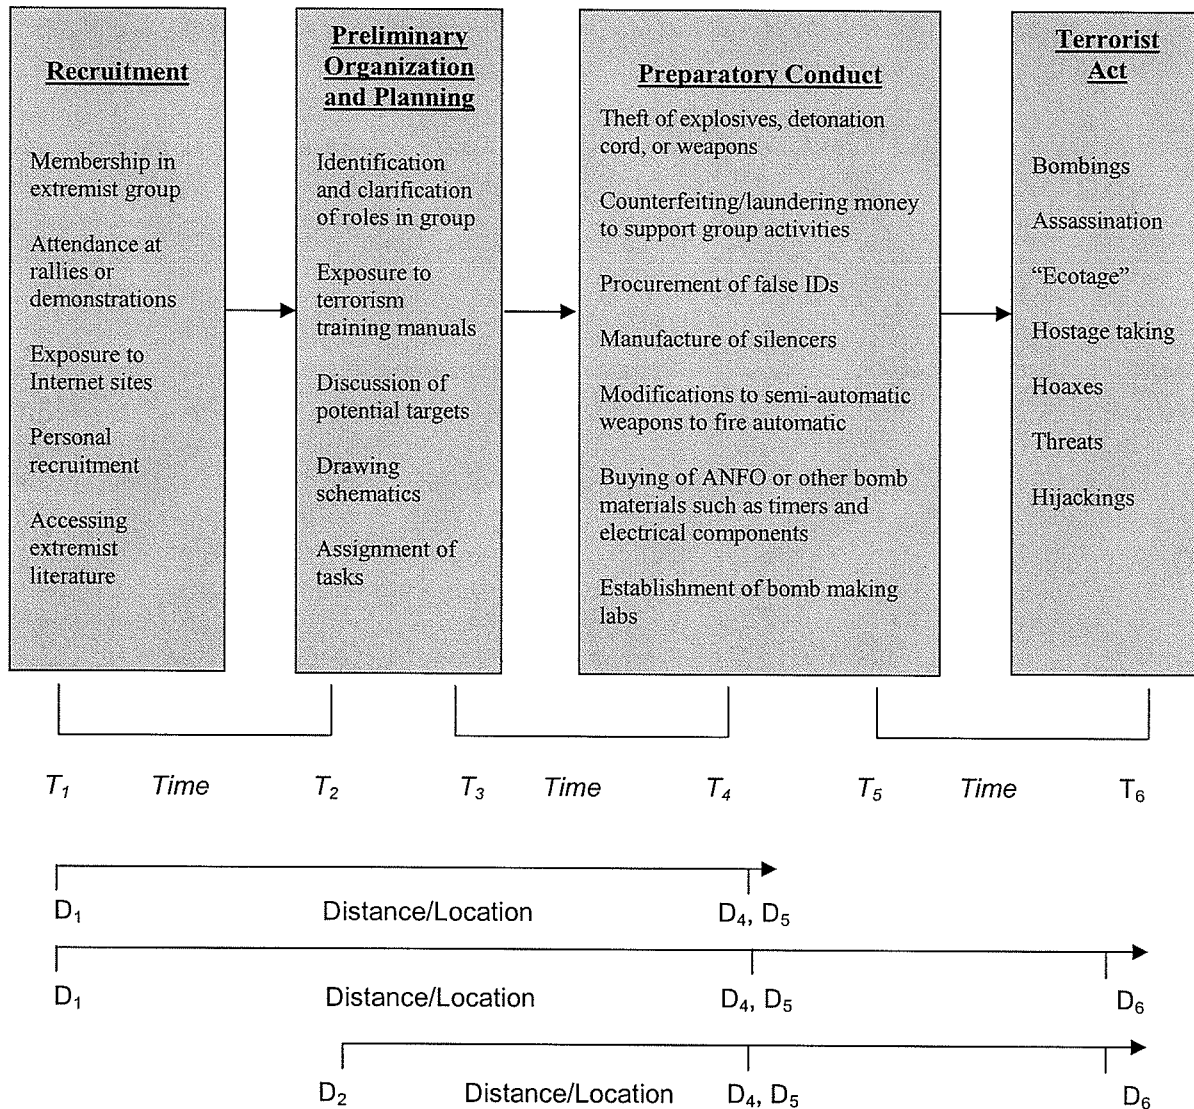 Recruitment
Membership in
extremist group
Attendance at
rallies or
demonstrations
Exposure to
Internet sites
Personal
recruitment
Accessing
extremist
literature
Preliminary
Organization
and Planning
Identification
and clarification
of roles in group
Exposure to
terrorism
training manuals
Discussion of
potential targets
Drawing
schematics
Assignment of
tasks
Preparatory Conduct
Theft of explosives, detonation
cord, or weapons
Counterfeiting/laundering money
to support group activities
Procurement of false IDs
Manufacture of silencers
Modifications to semi-automatic
weapons to fire automatic
Buying of ANFO or other bomb
materials such as timers and
electrical components
Establishment of bomb making
labs
Terrorist
Act
Bombings
Assassination
“Ecotage”
Hostage taking
Hoaxes
Threats
Hijackings
T1 Time T2 T3 Time T4 T5 Time T6
D1 Distance/Location D4, D5
D1 Distance/Location D4, D5 D6
D2 Distance/Location D4, D5 D6